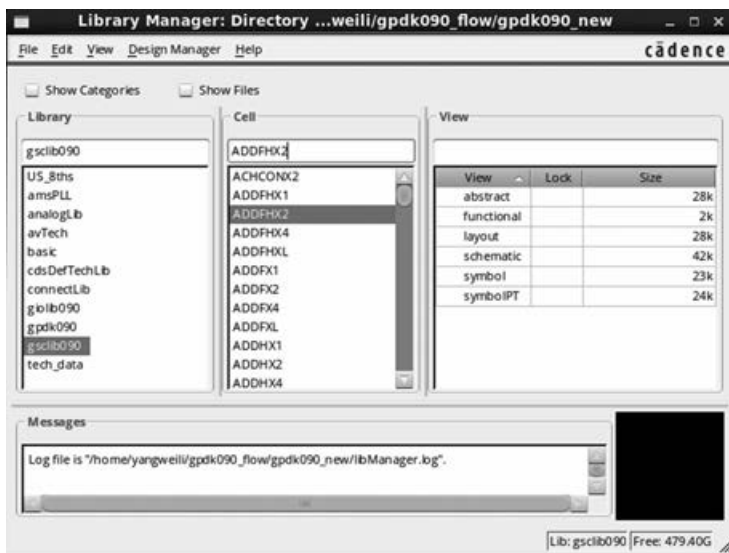 Library Manager: Directory ...weili/gpdk090_flow/gpdk090_new
File Edit View Design Manager Help
cādence
Show Categories Show Files
Library
Cell
View
gsclib090
ADDFHX2
US_8ths
amsPLL
analogLib
avTech
basic
cdsDefTechLib
connectLib
giolib090
gpdk090
gsclib090
tech_data
ACHCONX2
ADDFHX1
ADDFHX2
ADDFHX4
ADDFHXL
ADDFX1
ADDFX2
ADDFX4
ADDFXL
ADDHX1
ADDHX2
ADDHX4
View Lock Size
abstract 28k
functional 2k
layout 28k
schematic 42k
symbol 23k
symbolPT 24k
Messages
Log file is "/home/yangweili/gpdk090_flow/gpdk090_new/libManager.log".
Lib: gsclib090 Free: 479.40G